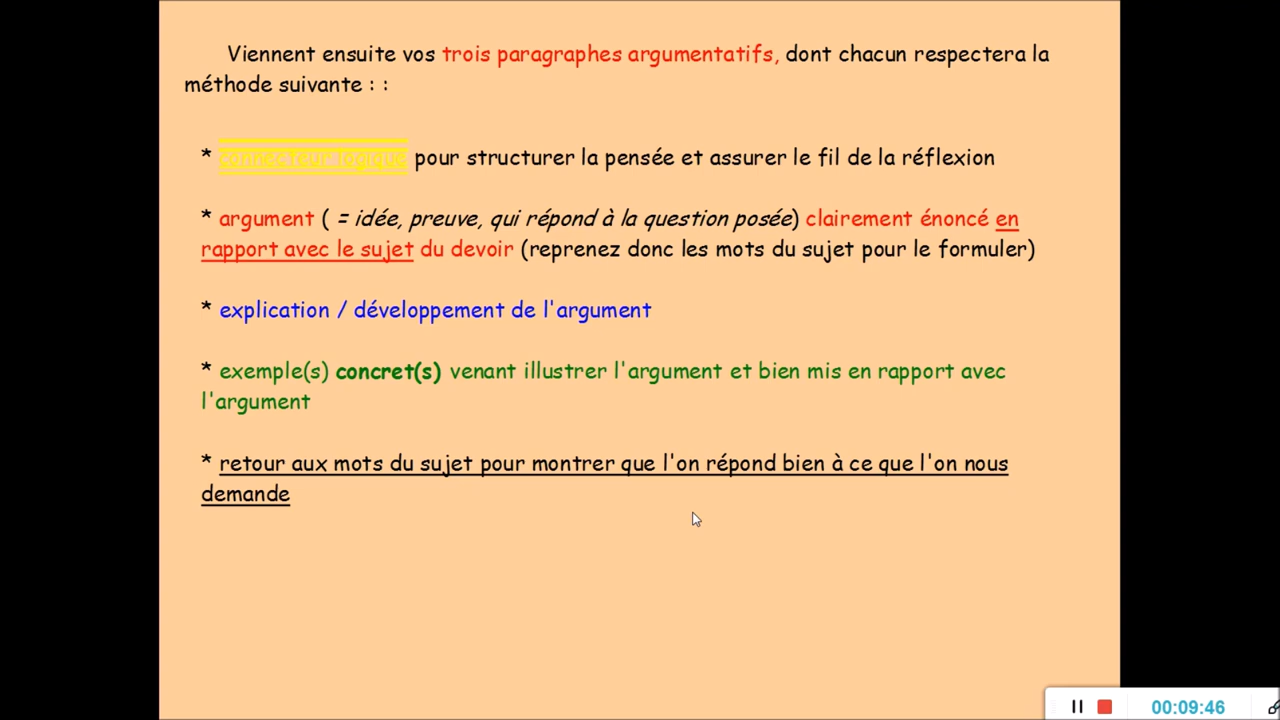 Viennent ensuite vos trois paragraphes argumentatifs, dont chacun respectera la
méthode suivante : :
* connecteur logique pour structurer la pensée et assurer le fil de la réflexion
* argument ( = idée, preuve, qui répond à la question posée) clairement énoncé en
rapport avec le sujet du devoir (reprenez donc les mots du sujet pour le formuler)
* explication / développement de l'argument
* exemple(s) concret(s) venant illustrer l'argument et bien mis en rapport avec
l'argument
* retour aux mots du sujet pour montrer que l'on répond bien à ce que l'on nous
demande
00:09:46